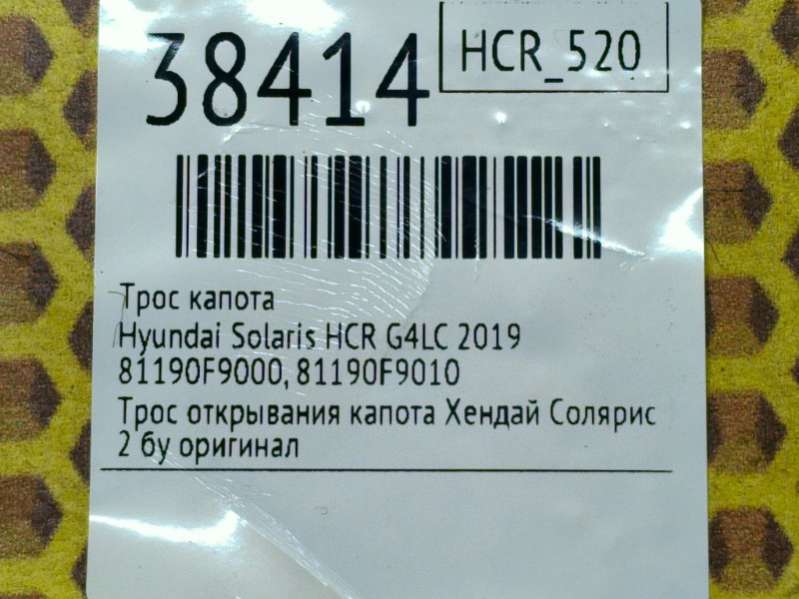 38414
HCR_520
Трос капота
Hyundai Solaris HCR G4LC 2019
81190F9000, 81190F9010
Трос открывания капота Хендай Солярис
2 бу оригинал